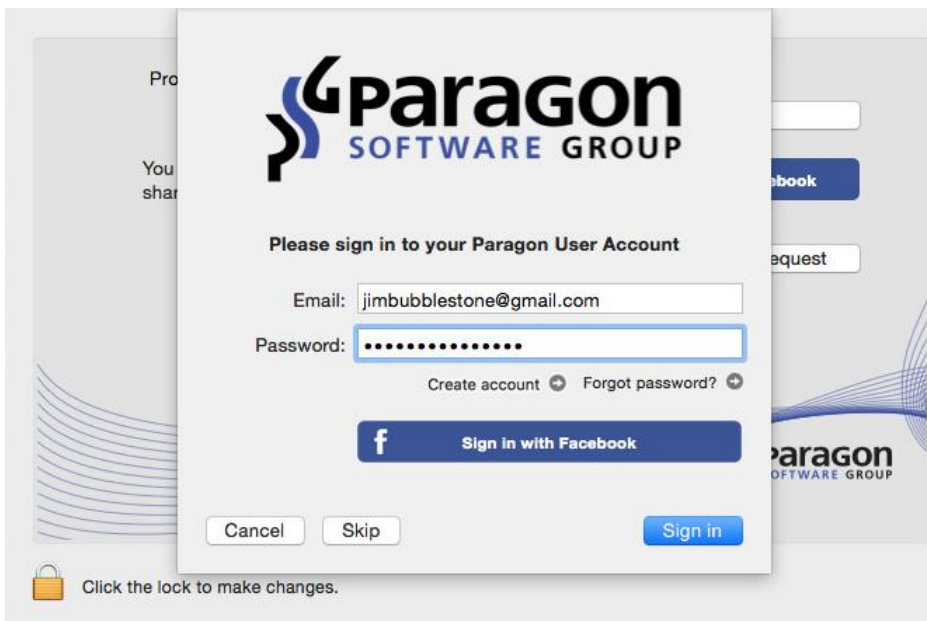 Pro
PARAGON
SOFTWARE GROUP
You
shar
ebook
Please sign in to your Paragon User Account
equest
Email: jimbubblestone@gmail.com
Password: •••••••••••••••
Create account Forgot password?
f Sign in with Facebook
PARAGON
OFTWARE GROUP
Cancel Skip Sign in
Click the lock to make changes.